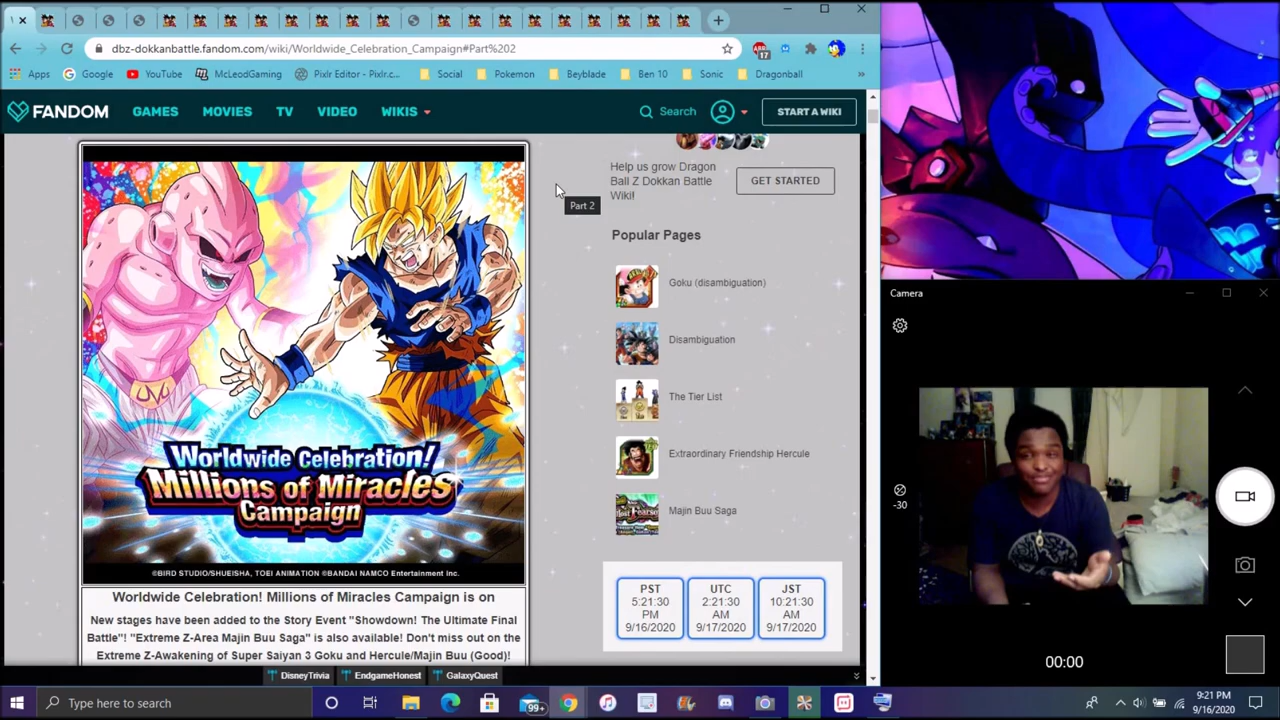 dbz-dokkanbattle.fandom.com/wiki/Worldwide_Celebration_Campaign#Part%202
17
Apps
Google
YouTube
McLeodGaming
Pixlr Editor - Pixlr.c...
Social
Pokemon
Beyblade
Ben 10
Sonic
Dragonball
»
FANDOM
GAMES
MOVIES
TV
VIDEO
WIKIS
Search
START A WIKI
Help us grow Dragon
Ball Z Dokkan Battle
Wiki!
GET STARTED
Part 2
Popular Pages
Goku (disambiguation)
Disambiguation
The Tier List
Extraordinary Friendship Hercule
Majin Buu Saga
Worldwide Celebration!
Millions of Miracles
Campaign
©BIRD STUDIO/SHUEISHA, TOEI ANIMATION ©BANDAI NAMCO Entertainment Inc.
Worldwide Celebration! Millions of Miracles Campaign is on
New stages have been added to the Story Event "Showdown! The Ultimate Final
Battle"! "Extreme Z-Area Majin Buu Saga" is also available! Don't miss out on the
Extreme Z-Awakening of Super Saiyan 3 Goku and Hercule/Majin Buu (Good)!
PST
5:21:30
PM
9/16/2020
UTC
2:21:30
AM
9/17/2020
JST
10:21:30
AM
9/17/2020
DisneyTrivia
EndgameHonest
GalaxyQuest
Camera
-30
00:00
Type here to search
99+
9:21 PM
9/16/2020